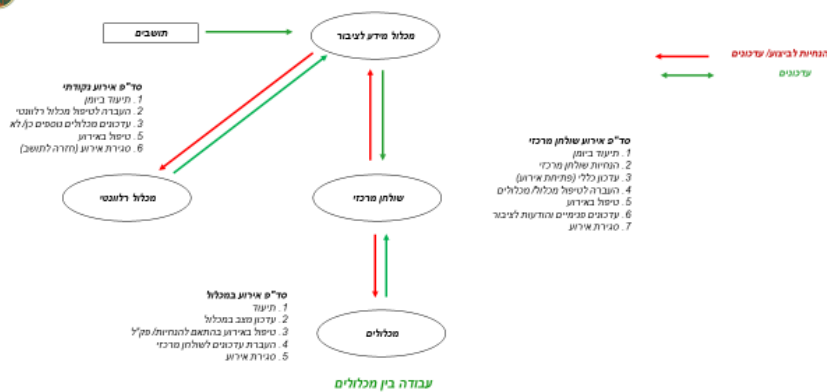 תושבים
מכלול מידע לציבור
הנחיות לביצוע/ עדכונים
עדכונים
סד"פ אירוע נקודתי
1. תיעוד ביומן
2. העברה לטיפול מכלול רלוונטי
3. עדכונים מכלולים נוספים כן/לא
5. טיפול באירוע
6. סגירת אירוע (חזרה לתושב)
סד"פ אירוע שולחן מרכזי
1. תיעוד ביומן
2. הנחיות שולחן מרכזי
3. עדכון כללי (פתיחת אירוע)
4. העברה לטיפול מכלול/ מכלולים
5. טיפול באירוע
6. עדכונים פנימיים והודעות לציבור
7. סגירת אירוע
מכלול רלוונטי
שולחן מרכזי
סד"פ אירוע במכלול
1. תיעוד
2. עדכון מצב במכלול
3. טיפול באירוע בהתאם להנחיות/ פק"ל
4. העברת עדכונים לשולחן מרכזי
5. סגירת אירוע
מכלולים
עבודה בין מכלולים